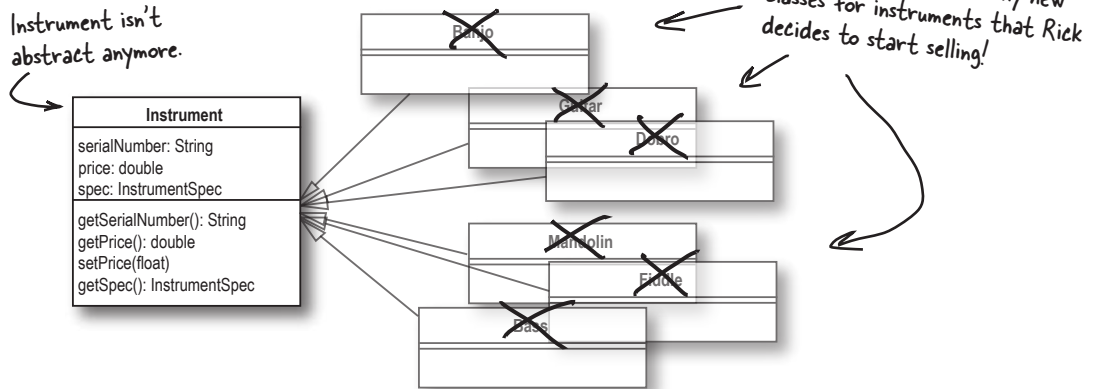 Instrument isn't
abstract anymore.
Instrument
serialNumber: String
price: double
spec: InstrumentSpec
getSerialNumber(): String
getPrice(): double
setPrice(float)
getSpec(): InstrumentSpec
Banjo
Guitar
Dobro
Mandolin
Fiddle
Bass
new
classes for instruments that Rick
decides to start selling!